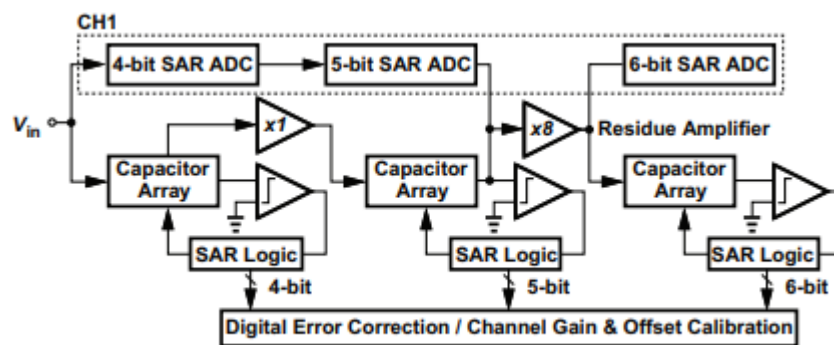 CH1
4-bit SAR ADC
5-bit SAR ADC
6-bit SAR ADC
Vin
x1
x8
Residue Amplifier
Capacitor
Array
Capacitor
Array
Capacitor
Array
SAR Logic
SAR Logic
SAR Logic
4-bit
5-bit
6-bit
Digital Error Correction / Channel Gain & Offset Calibration